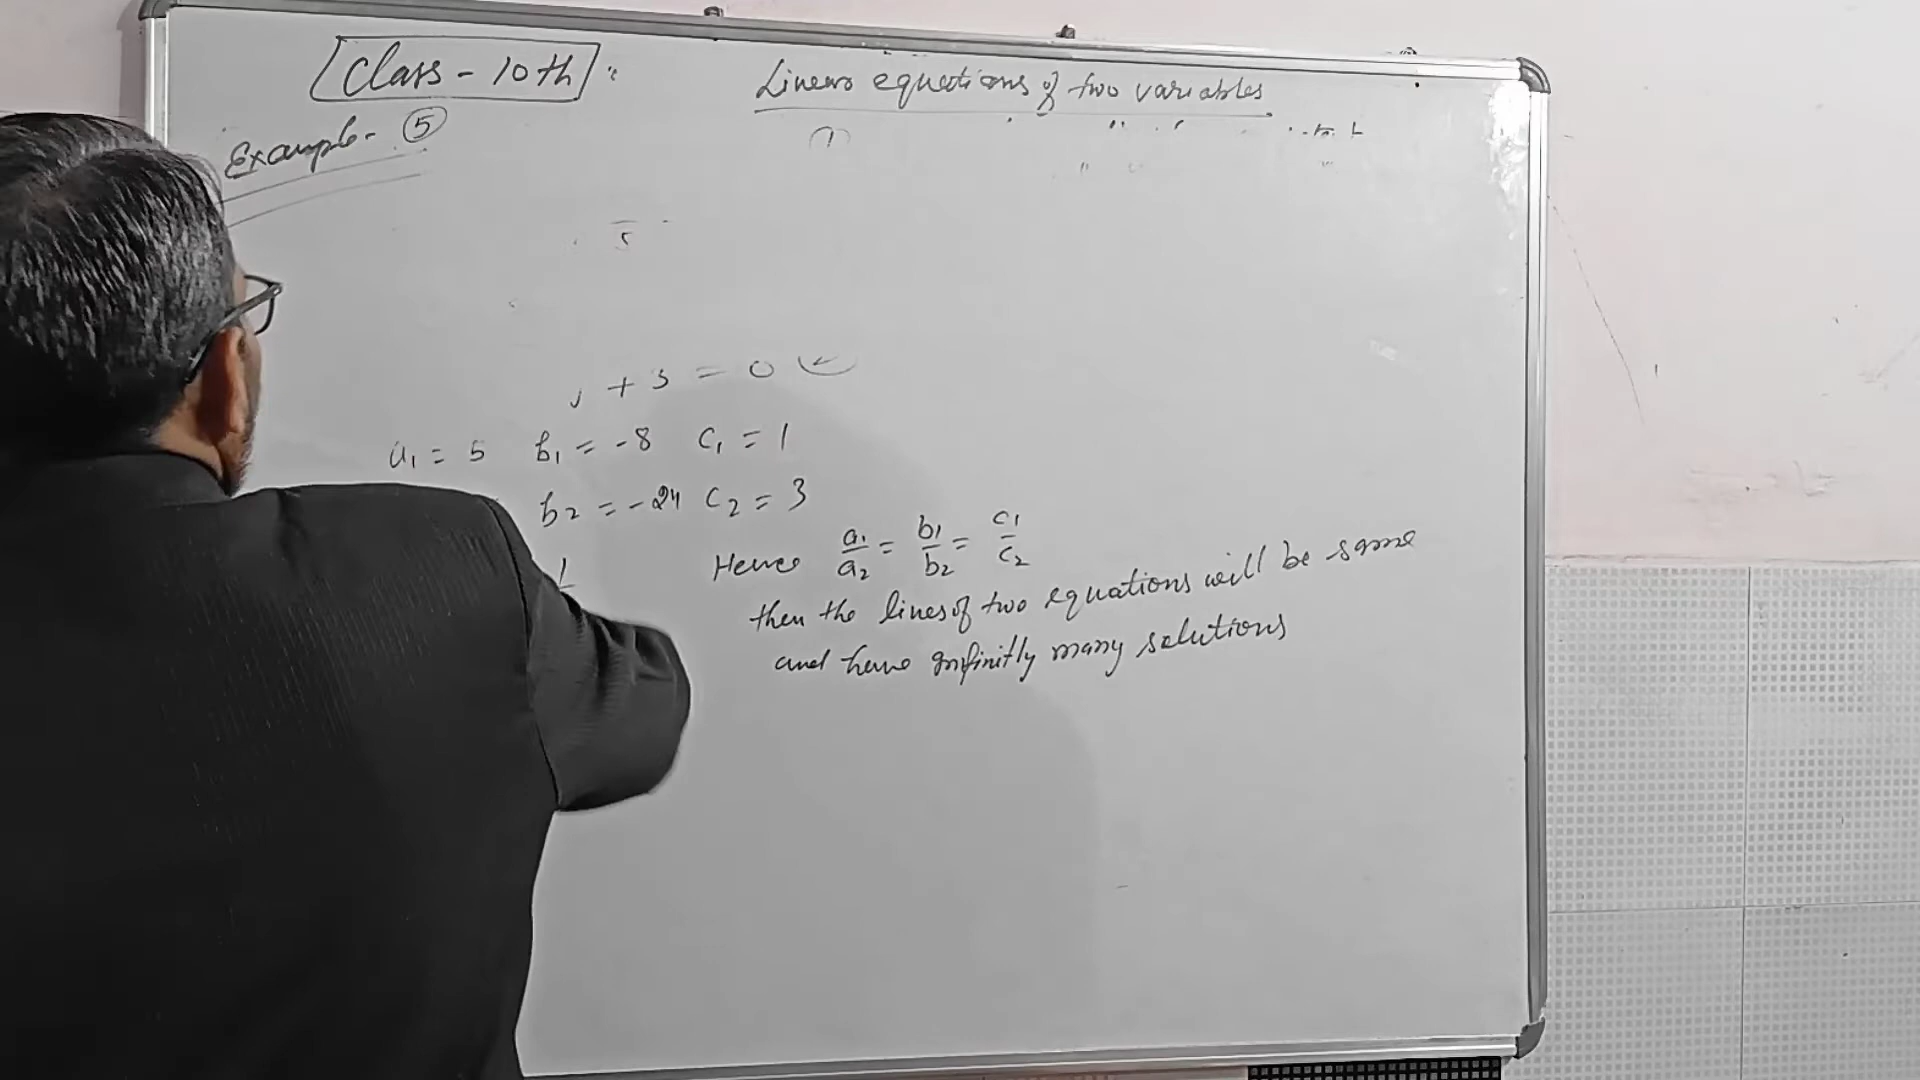 Class - 10th :
Linear equations of two variables
Example - 5
+ 3 = 0
a₁ = 5 b₁ = -8 c₁ = 1
b₂ = -24 c₂ = 3
Hence a₁/a₂ = b₁/b₂ = c₁/c₂
then the lines of two equations will be same
and have infinitly many solutions